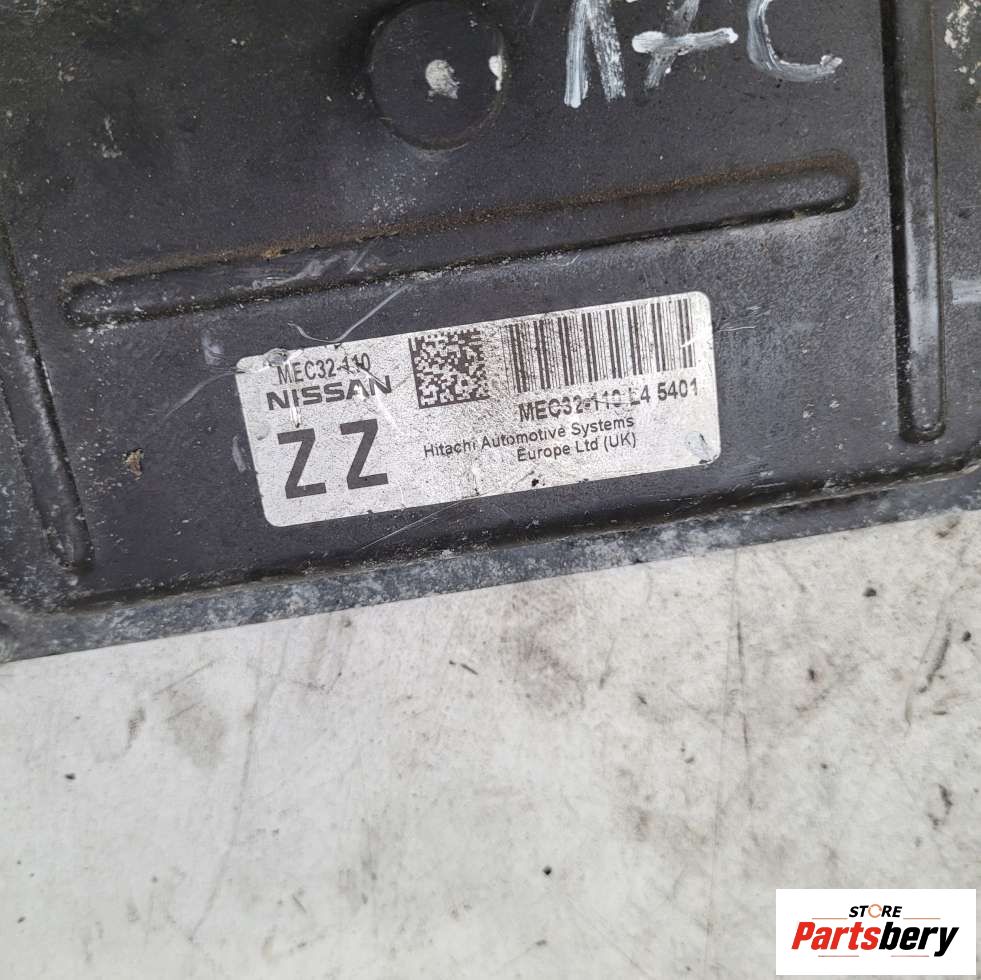 MEC32-110
NISSAN
ZZ
MEC32-110 L4 5401
Hitachi Automotive Systems
Europe Ltd (UK)
STORE
Partsbery